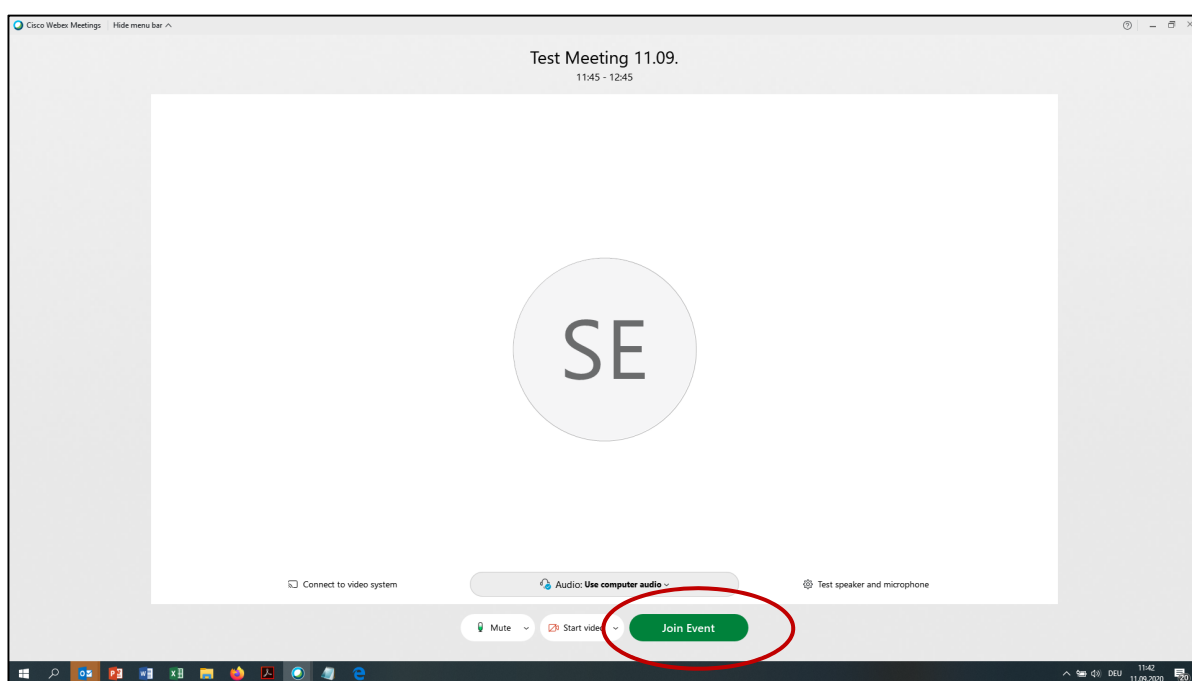 Cisco Webex Meetings Hide menu bar
Test Meeting 11.09.
11:45 - 12:45
SE
Connect to video system Audio: Use computer audio Test speaker and microphone
Mute Start video Join Event
DEU 11:42
11.09.2020 20